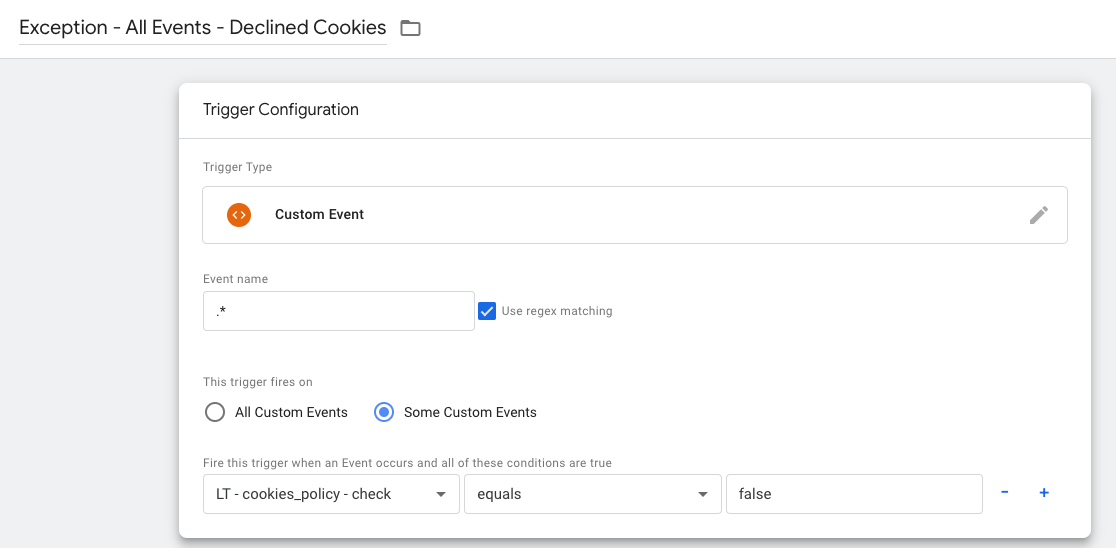 Exception - All Events - Declined Cookies
Trigger Configuration
Trigger Type
Custom Event
Event name
.*
Use regex matching
This trigger fires on
All Custom Events Some Custom Events
Fire this trigger when an Event occurs and all of these conditions are true
LT - cookies_policy - check equals false - +